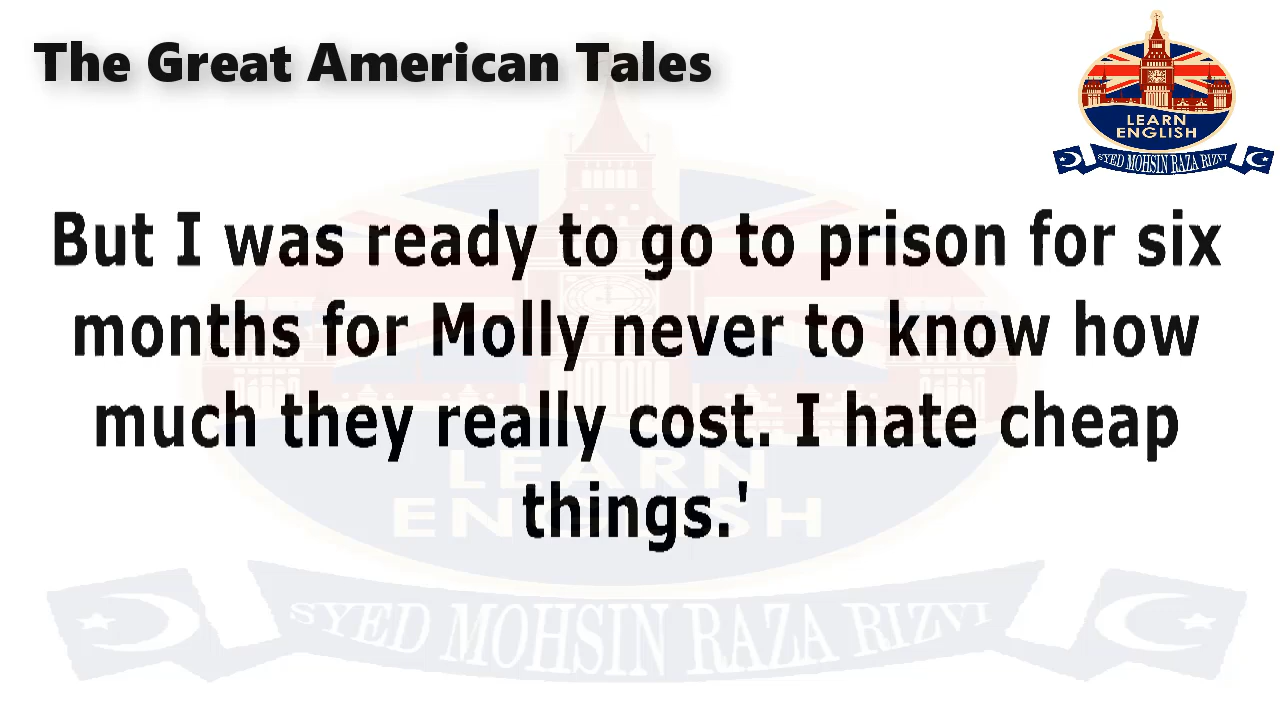 The Great American Tales
LEARN
ENGLISH
SYED MOHSIN RAZA RIZVI
But I was ready to go to prison for six
months for Molly never to know how
much they really cost. I hate cheap
things.'
LEARN
ENGLISH
SYED MOHSIN RAZA RIZVI